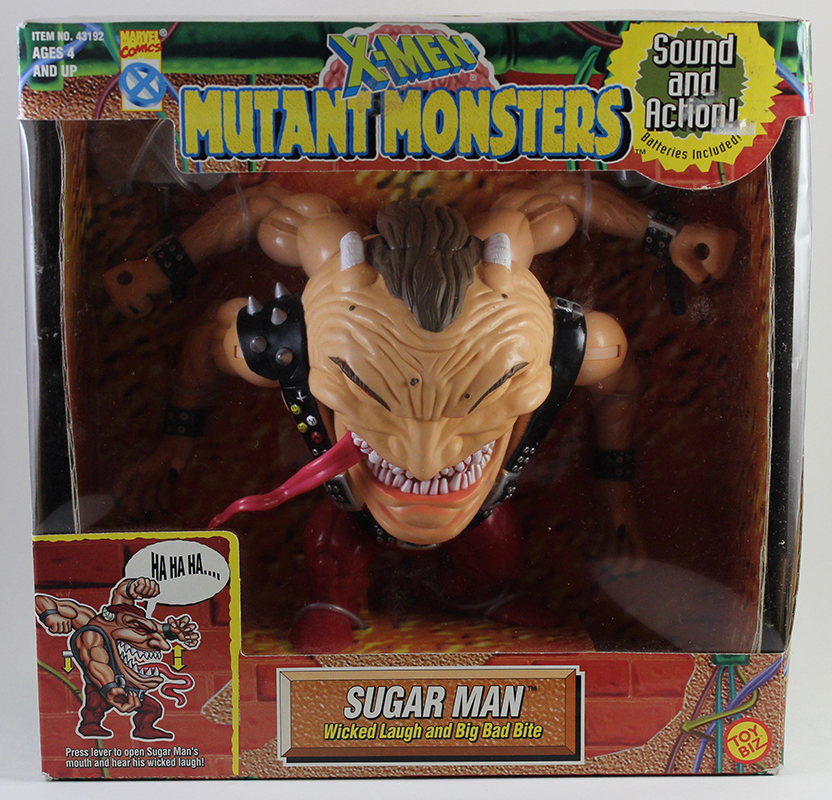 ITEM NO. 43192
AGES 4
AND UP
MARVEL®
COMICS
X
X-MEN®
MUTANT MONSTERS™
Sound
and
Action!
Batteries Included!
HA HA HA....
Press lever to open Sugar Man's
mouth and hear his wicked laugh!
SUGAR MAN™
Wicked Laugh and Big Bad Bite
TOY
BIZ